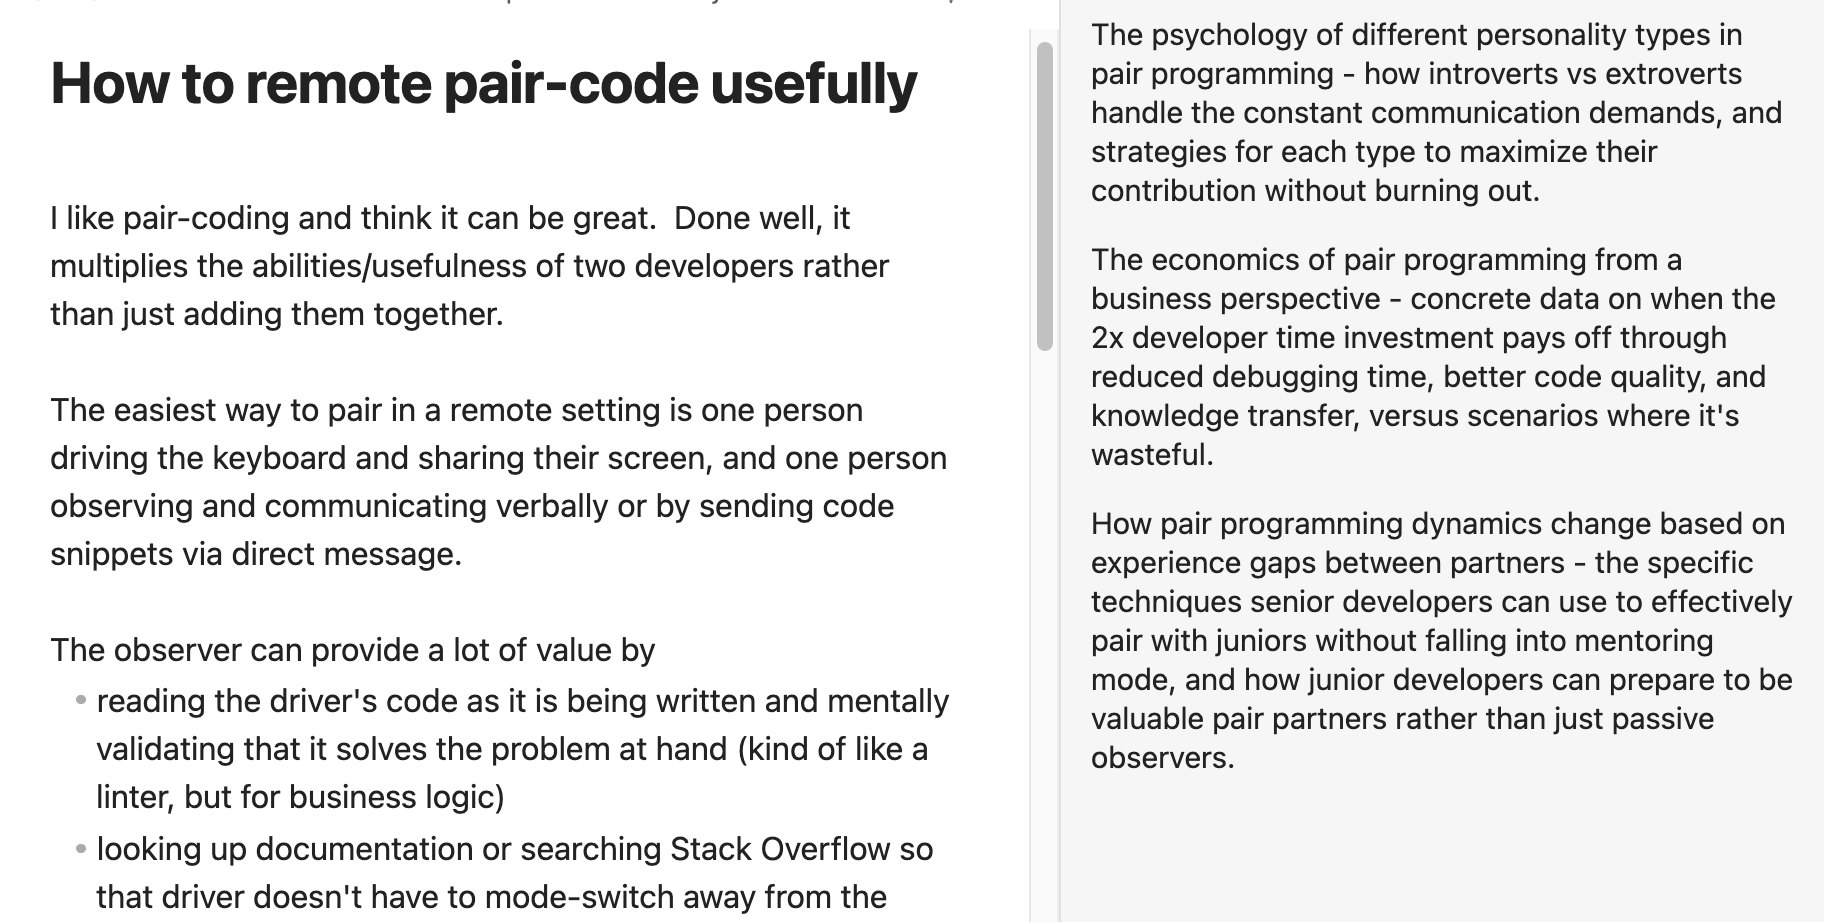 How to remote pair-code usefully
I like pair-coding and think it can be great.  Done well, it
multiplies the abilities/usefulness of two developers rather
than just adding them together.
The easiest way to pair in a remote setting is one person
driving the keyboard and sharing their screen, and one person
observing and communicating verbally or by sending code
snippets via direct message.
The observer can provide a lot of value by
• reading the driver's code as it is being written and mentally
validating that it solves the problem at hand (kind of like a
linter, but for business logic)
• looking up documentation or searching Stack Overflow so
that driver doesn't have to mode-switch away from the
The psychology of different personality types in
pair programming - how introverts vs extroverts
handle the constant communication demands, and
strategies for each type to maximize their
contribution without burning out.
The economics of pair programming from a
business perspective - concrete data on when the
2x developer time investment pays off through
reduced debugging time, better code quality, and
knowledge transfer, versus scenarios where it's
wasteful.
How pair programming dynamics change based on
experience gaps between partners - the specific
techniques senior developers can use to effectively
pair with juniors without falling into mentoring
mode, and how junior developers can prepare to be
valuable pair partners rather than just passive
observers.